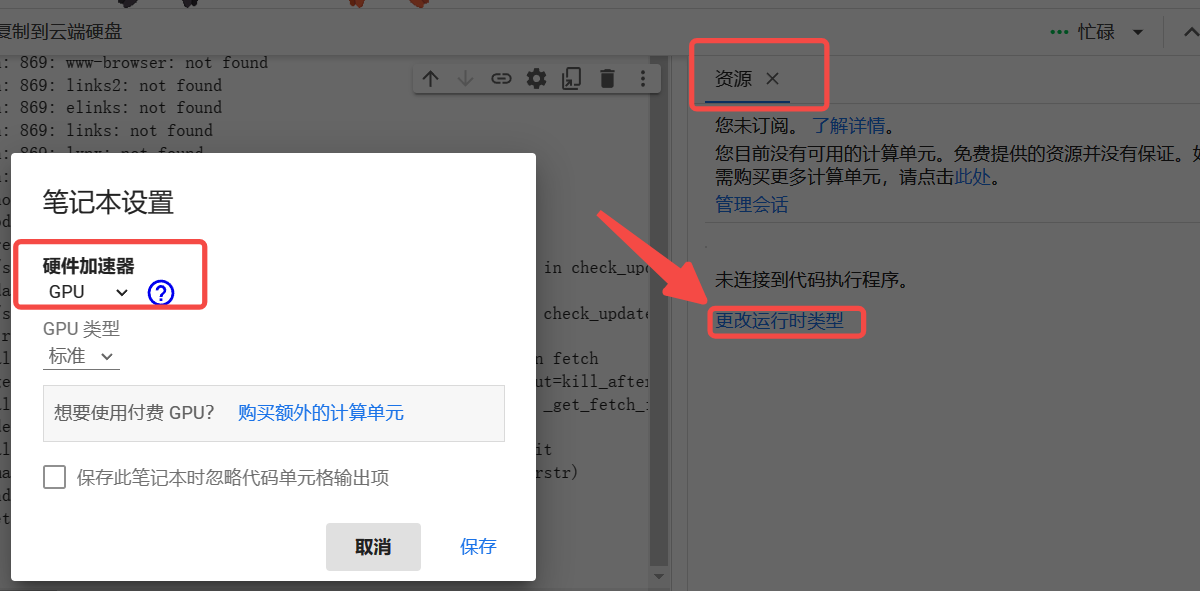 复制到云端硬盘
忙碌
: 869: www-browser: not found
: 869: links2: not found
: 869: elinks: not found
: 869: links: not found
资源
您未订阅。 了解详情。
您目前没有可用的计算单元。免费提供的资源并没有保证。
需购买更多计算单元，请点击此处。
管理会话
未连接到代码执行程序。
更改运行时类型
笔记本设置
硬件加速器
GPU
GPU 类型
标准
想要使用付费 GPU？ 购买额外的计算单元
保存此笔记本时忽略代码单元格输出项
取消
保存
in check_upd
check_update
n fetch
ut=kill_after
_get_fetch_
it
rstr)